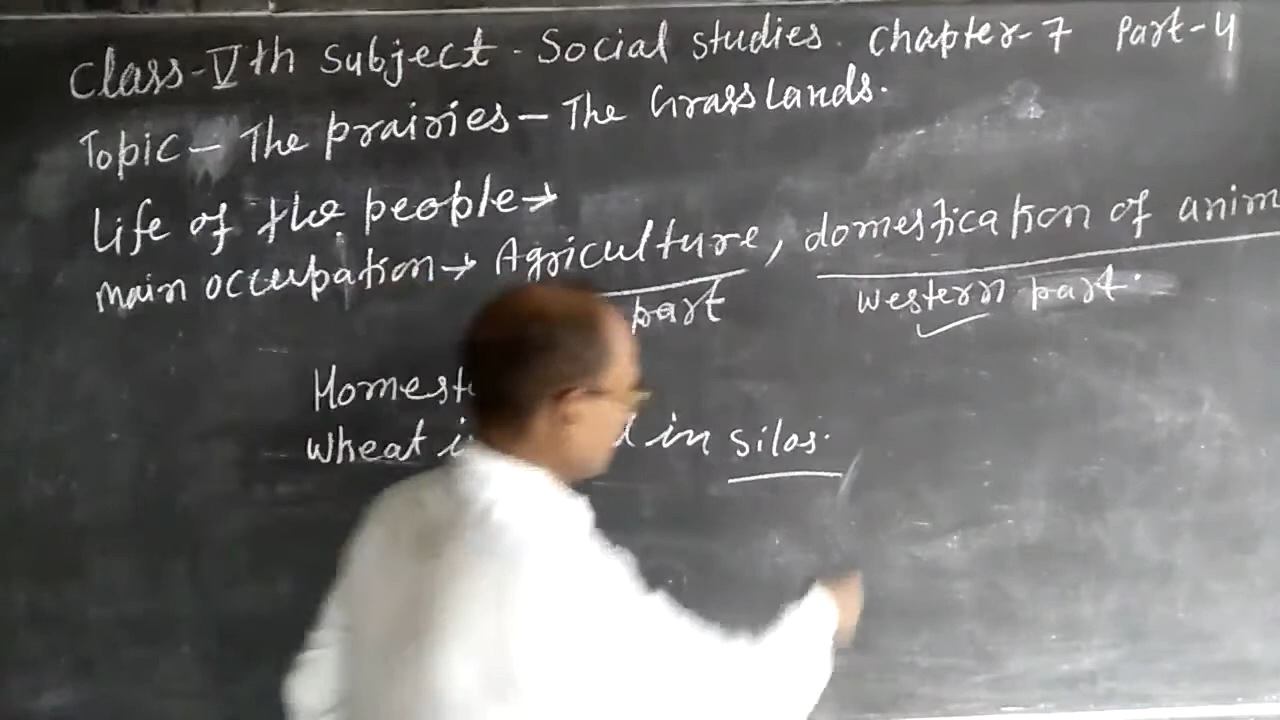 Class-Vth Subject - Social studies. Chapter-7 Part-4
Topic - The prairies - The GrassLands.
Life of the people →
main occupation → Agriculture, domestication of anim
part western part.
Homest
Wheat in silos.